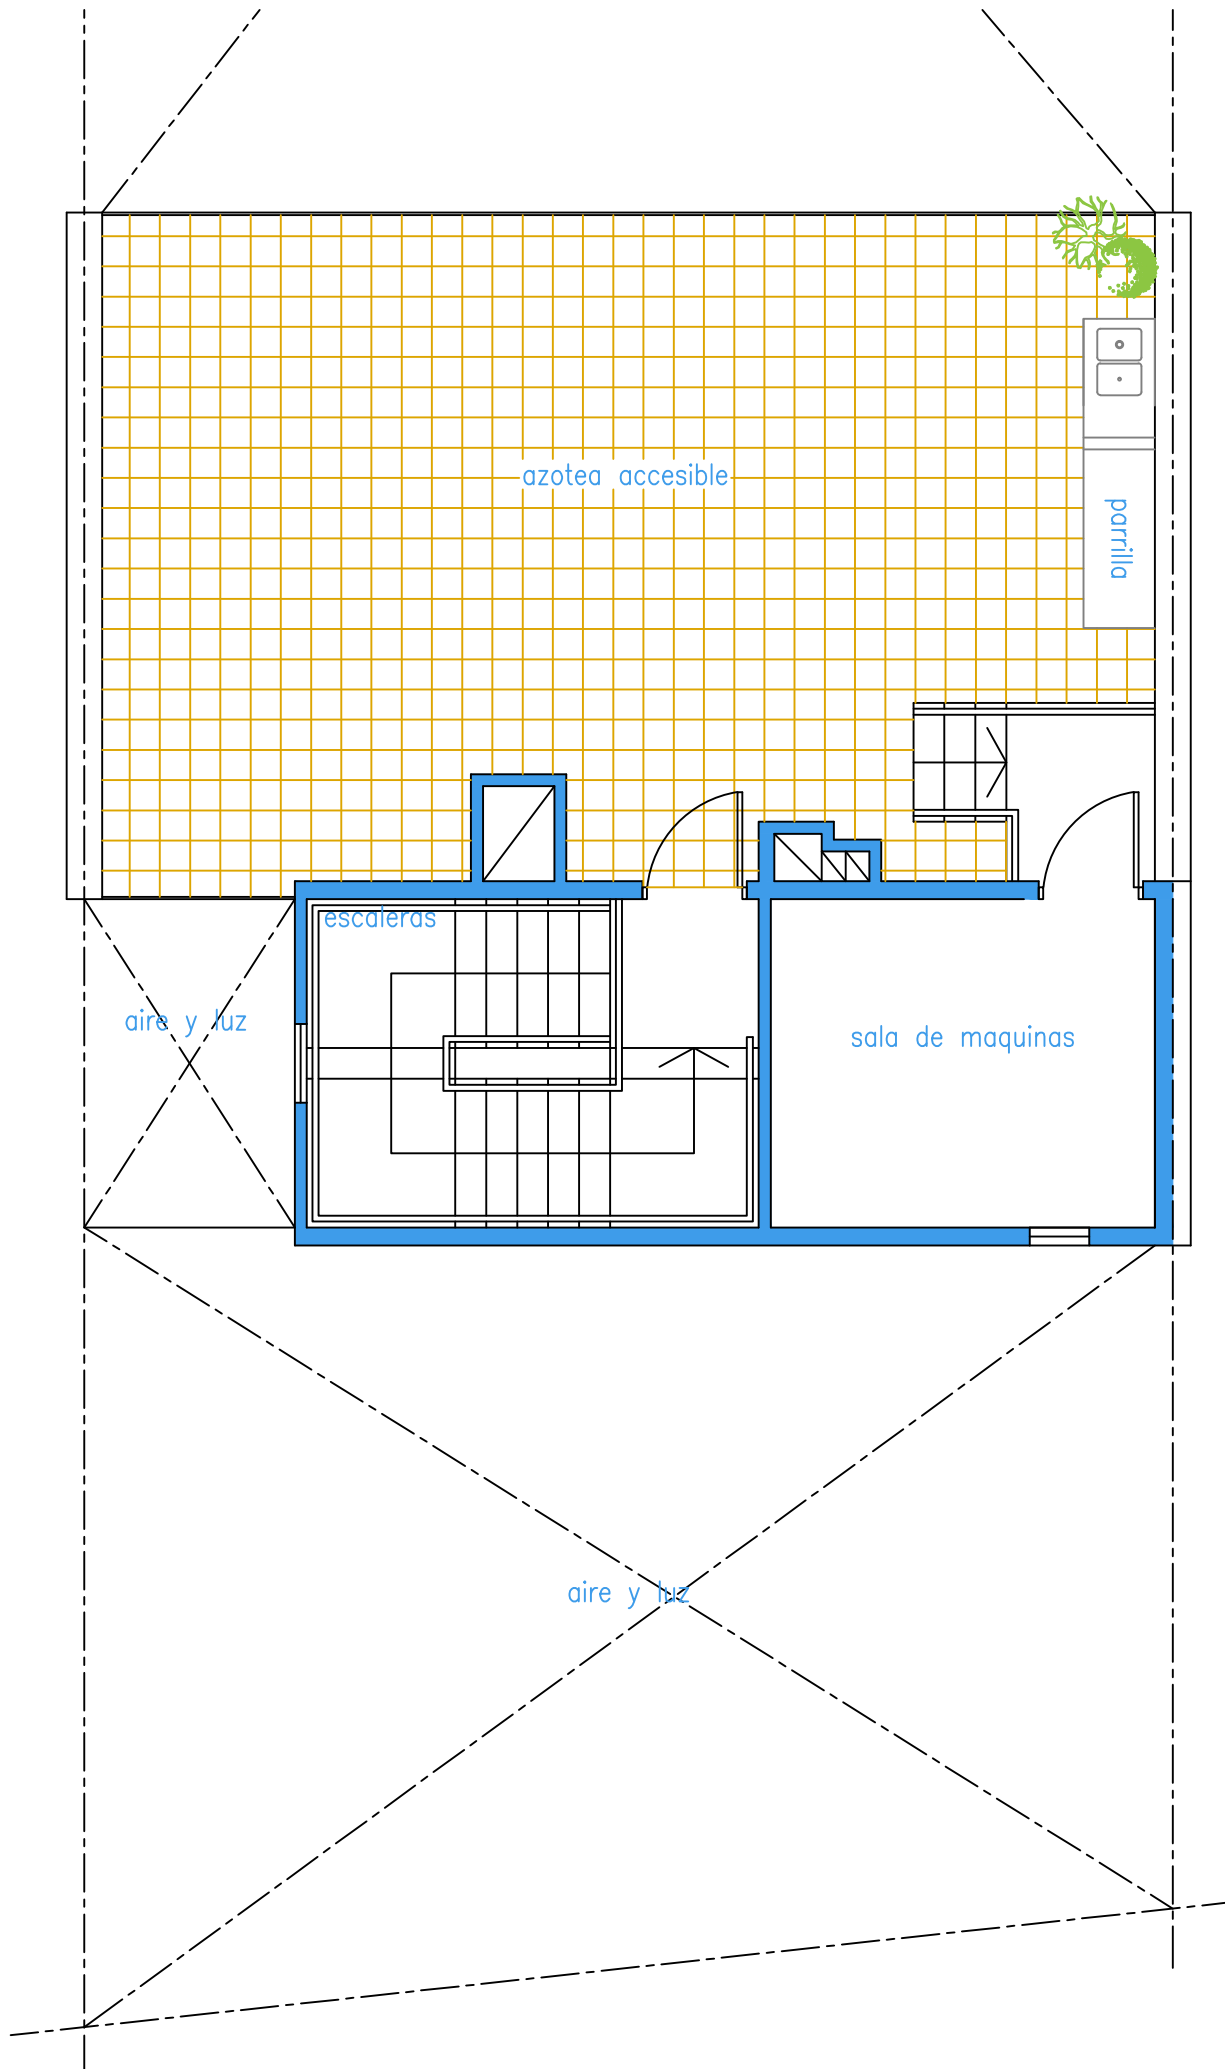 azotea accesible
parrilla
escaleras
aire y luz
sala de maquinas
aire y luz